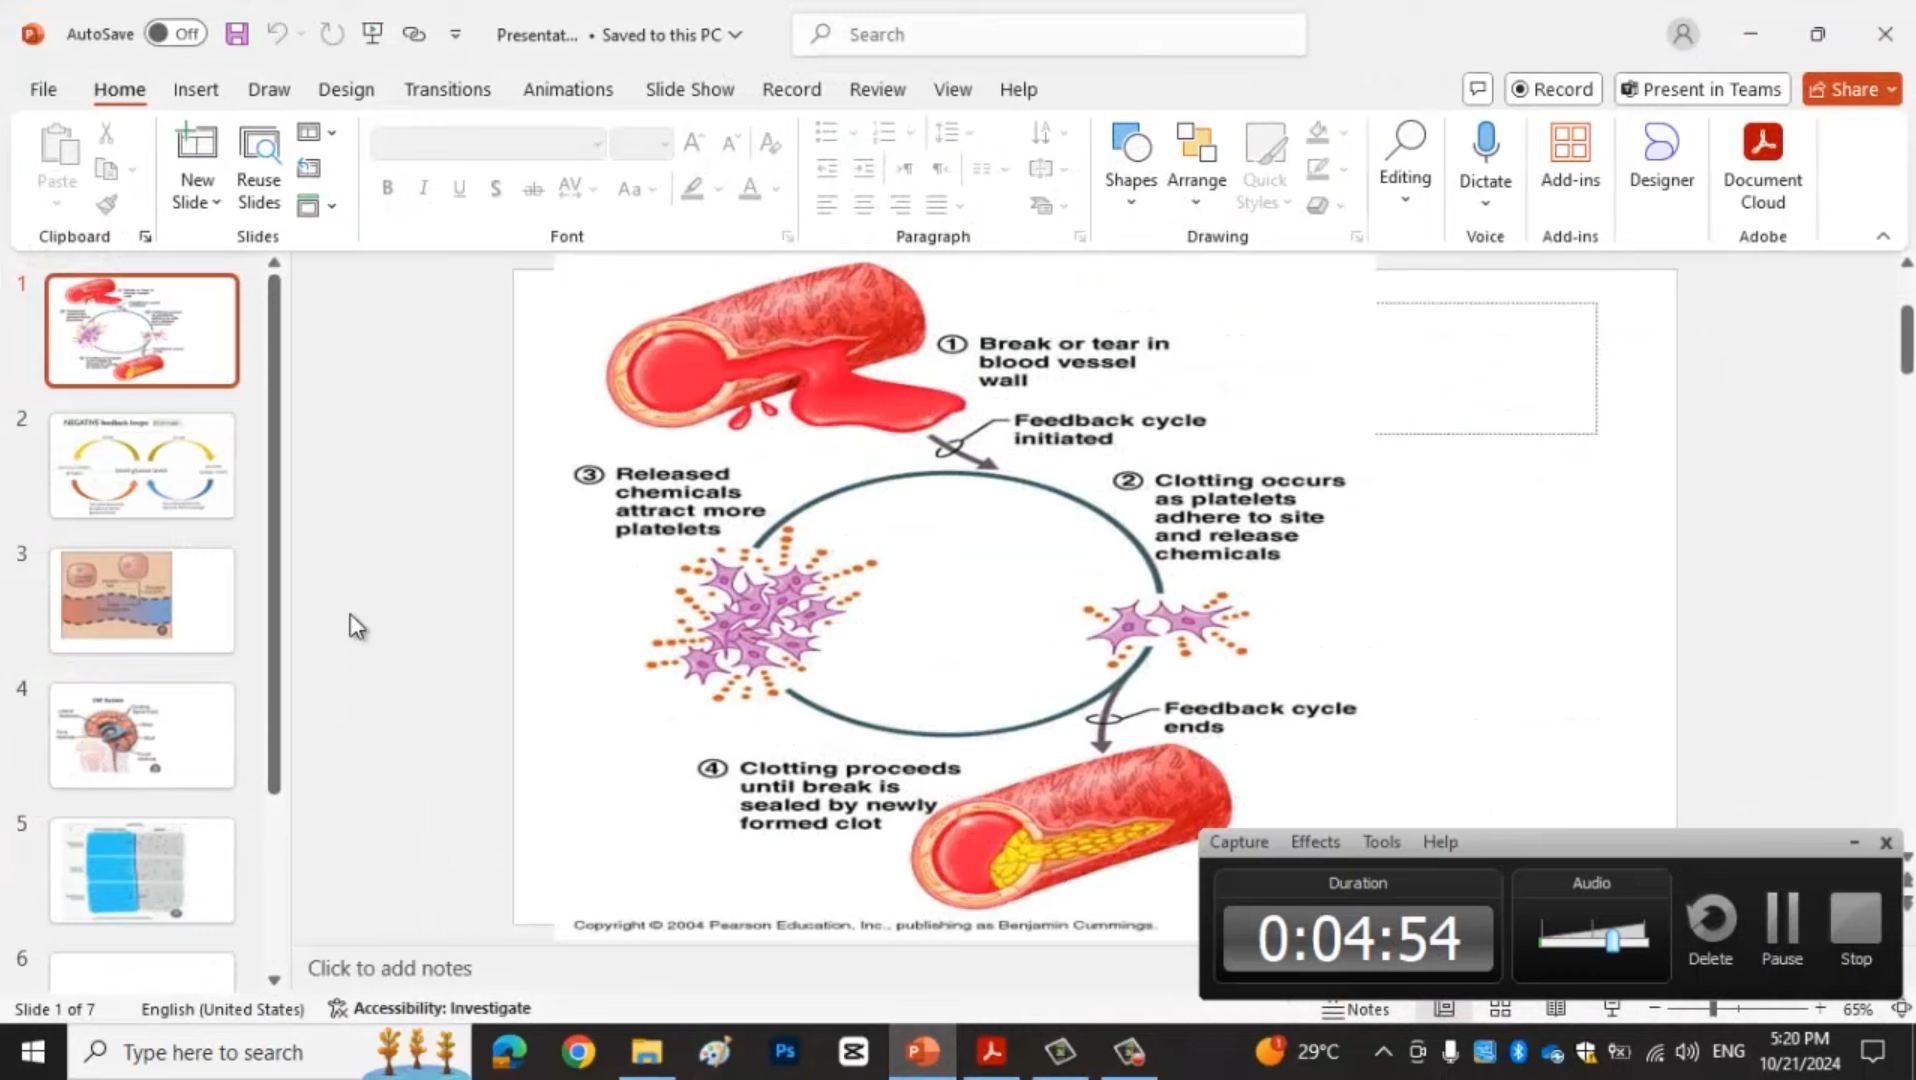 AutoSave Off Presentat... • Saved to this PC Search
File Home Insert Draw Design Transitions Animations Slide Show Record Review View Help Record Present in Teams Share
Paste
New
Slide
Reuse
Slides
B I U S ab AV Aa A
Shapes
Arrange
Quick
Styles
Editing
Dictate
Add-ins
Designer
Document
Cloud
Clipboard Slides Font Paragraph Drawing Voice Add-ins Adobe
1
2
NEGATIVE feedback loops:
3
4
5
6
① Break or tear in
blood vessel
wall
Feedback cycle
initiated
③ Released
chemicals
attract more
platelets
② Clotting occurs
as platelets
adhere to site
and release
chemicals
Feedback cycle
ends
④ Clotting proceeds
until break is
sealed by newly
formed clot
Copyright © 2004 Pearson Education, Inc., publishing as Benjamin Cummings.
Capture Effects Tools Help
Duration
0:04:54
Audio
Delete
Pause
Stop
Click to add notes
Slide 1 of 7 English (United States) Accessibility: Investigate Notes 65%
Type here to search
Ps
29°C
ENG
5:20 PM
10/21/2024